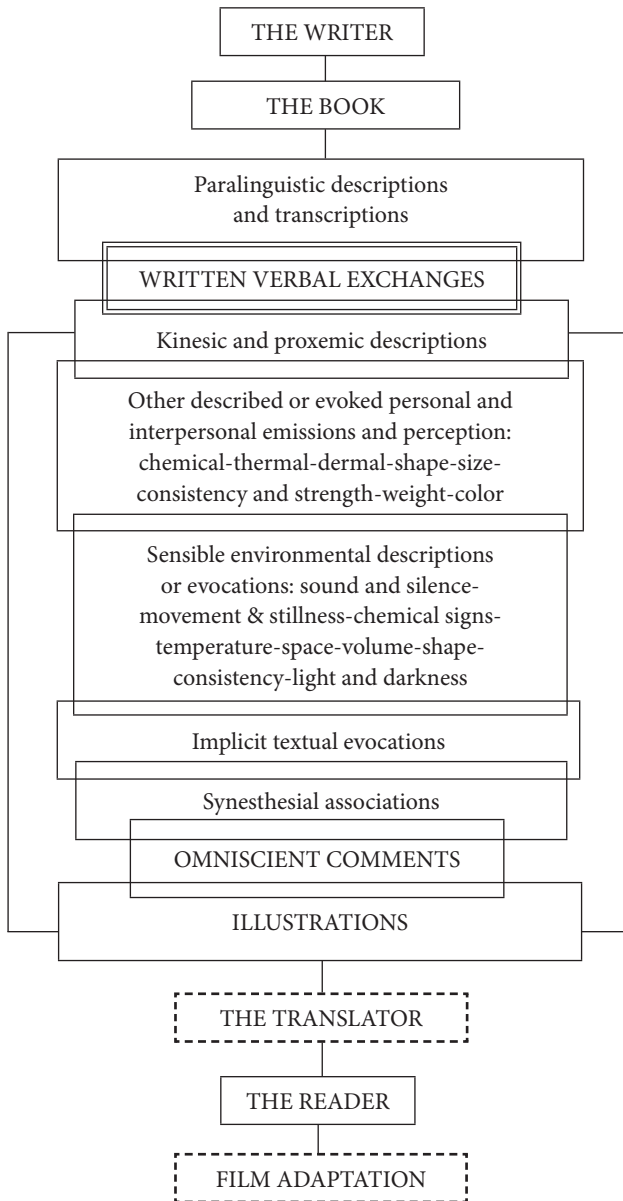 THE WRITER
THE BOOK
Paralinguistic descriptions
and transcriptions
WRITTEN VERBAL EXCHANGES
Kinesic and proxemic descriptions
Other described or evoked personal and
interpersonal emissions and perception:
chemical-thermal-dermal-shape-size-
consistency and strength-weight-color
Sensible environmental descriptions
or evocations: sound and silence-
movement & stillness-chemical signs-
temperature-space-volume-shape-
consistency-light and darkness
Implicit textual evocations
Synesthesial associations
OMNISCIENT COMMENTS
ILLUSTRATIONS
THE TRANSLATOR
THE READER
FILM ADAPTATION